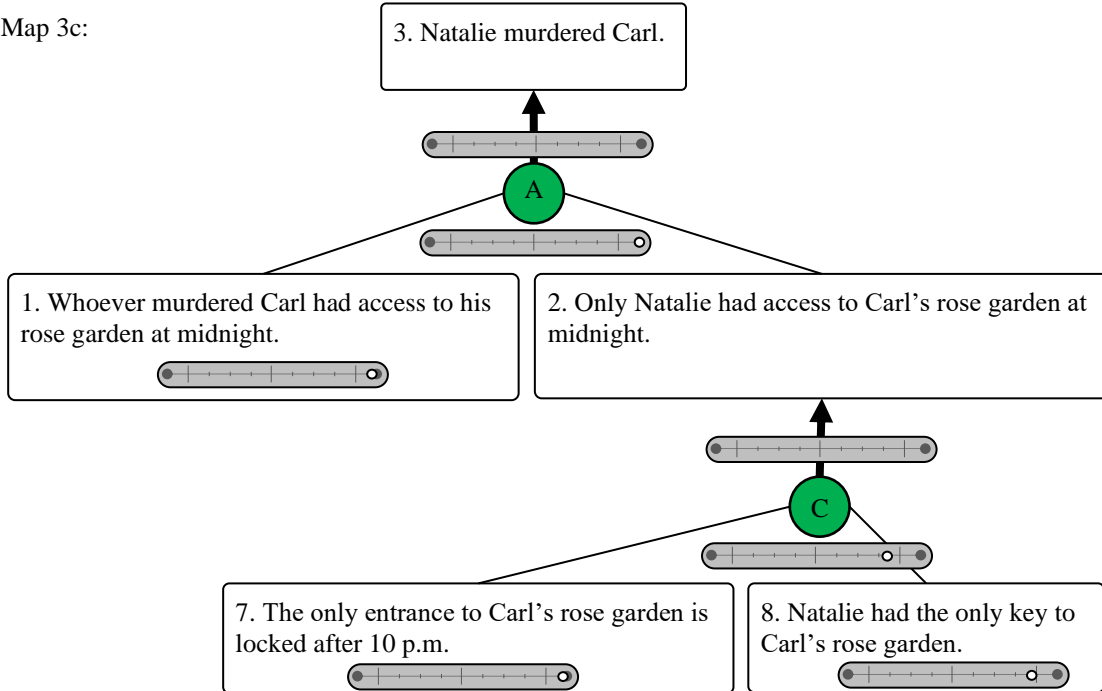 Map 3c:
3. Natalie murdered Carl.
A
1. Whoever murdered Carl had access to his
rose garden at midnight.
2. Only Natalie had access to Carl’s rose garden at
midnight.
C
7. The only entrance to Carl’s rose garden is
locked after 10 p.m.
8. Natalie had the only key to
Carl’s rose garden.